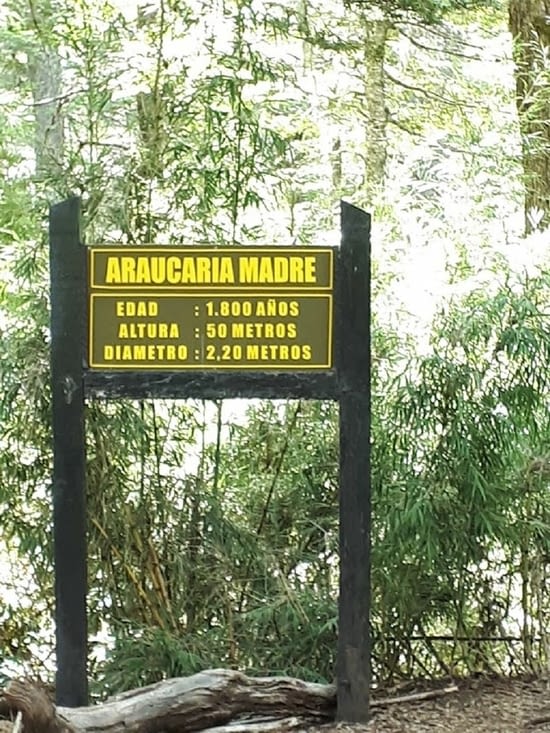 ARAUCARIA MADRE
EDAD : 1.800 AÑOS
ALTURA : 50 METROS
DIAMETRO : 2,20 METROS